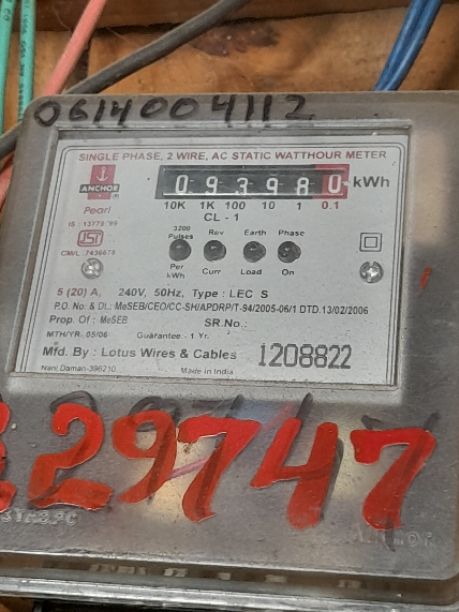 06140004112
SINGLE PHASE, 2 WIRE, AC STATIC WATTHOUR METER
ANCHOR
Pearl
093980 kWh
10K 1K 100 10 1 0.1
CL - 1
IS : 13779/99
ISI
CM/L : 7436678
3200 Pulses Rev Earth Phase
Per kWh Curr Load On
5 (20) A, 240V, 50Hz, Type : LEC S
P.O. No: & Dt.: MeSEB/CEO/CC-SH/APDRP/T-94/2005-06/1 DTD.13/02/2006
Prop. Of : MeSEB SR.No.:
MTH/YR. 05/06 Guarantee - 1 Yr.
Mfd. By : Lotus Wires & Cables 1208822
Nani Daman-396210 Made in India
29747